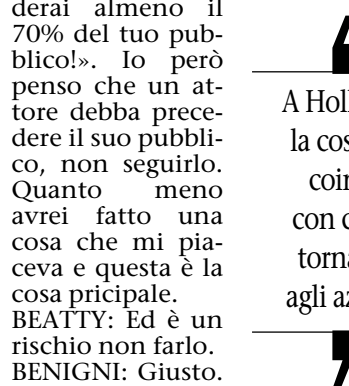 derai almeno il
70% del tuo pub-
blico!». Io però
penso che un at-
tore debba prece-
dere il suo pubbli-
co, non seguirlo.
Quanto meno
avrei fatto una
cosa che mi pia-
ceva e questa è la
cosa pricipale.
BEATTY: Ed è un
rischio non farlo.
BENIGNI: Giusto.
A Hol
la cos
coin
con c
torna
agli a